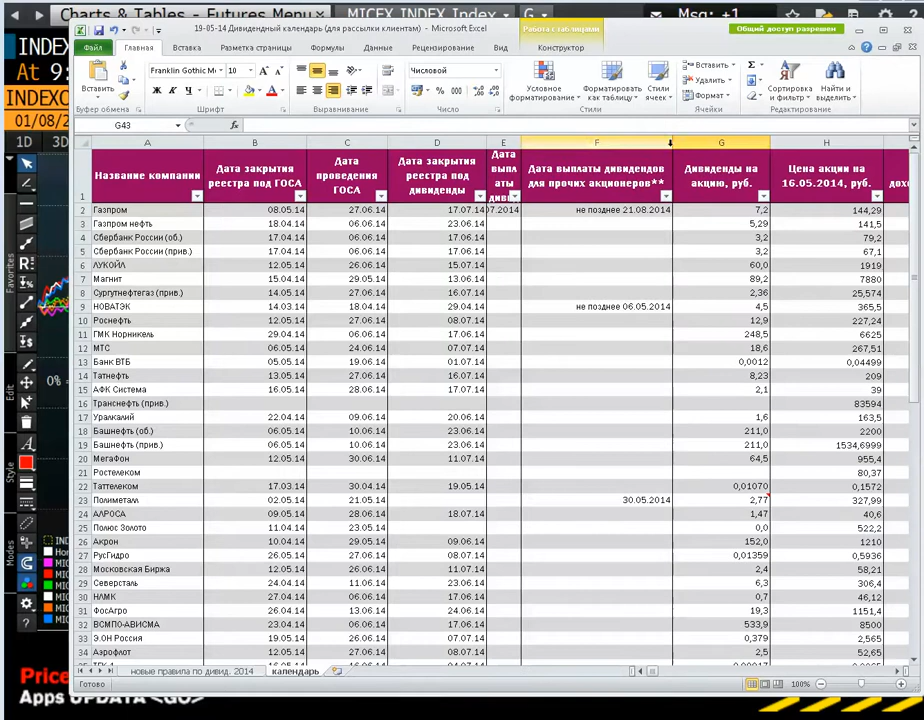 Charts & Tables - Futures Menu
MICEX INDEX Index
G
Msg: +1
19-05-14 Дивидендный календарь (для рассылки клиентам) - Microsoft Excel
Работа с таблицами
Общий доступ разрешен
INDEX
At 9:
INDEXC
01/08/2
1D 3D
Файл Главная Вставка Разметка страницы Формулы Данные Рецензирование Вид Конструктор
Вставить
Franklin Gothic M 10
Ж К Ч
Числовой
% 000
Условное форматирование
Форматировать как таблицу
Стили ячеек
Вставить
Удалить
Формат
Сортировка и фильтр
Найти и выделить
Буфер обмена Шрифт Выравнивание Число Стили Ячейки Редактирование
G43 fx
A B C D E F G H
1 Название компании Дата закрытия реестра под ГОСА Дата проведения ГОСА Дата закрытия реестра под дивиденды Дата выплаты диви Дата выплаты дивидендов для прочих акционеров** Дивиденды на акцию, руб. Цена акции на 16.05.2014, руб.
2 Газпром 08.05.14 27.06.14 17.07.14 07.2014 не позднее 21.08.2014 7,2 144,29
3 Газпром нефть 18.04.14 06.06.14 23.06.14 5,29 141,5
4 Сбербанк России (об.) 17.04.14 06.06.14 17.06.14 3,2 79,2
5 Сбербанк России (прив.) 17.04.14 06.06.14 17.06.14 3,2 67,1
6 ЛУКОЙЛ 12.05.14 26.06.14 15.07.14 60,0 1919
7 Магнит 15.04.14 29.05.14 13.06.14 89,2 7880
8 Сургутнефтегаз (прив.) 14.05.14 27.06.14 16.07.14 2,36 25,574
9 НОВАТЭК 14.03.14 18.04.14 29.04.14 не позднее 06.05.2014 4,5 365,5
10 Роснефть 12.05.14 27.06.14 08.07.14 12,9 227,24
11 ГМК Норникель 29.04.14 06.06.14 17.06.14 248,5 6625
12 МТС 06.05.14 24.06.14 07.07.14 18,6 267,51
13 Банк ВТБ 05.05.14 19.06.14 01.07.14 0,0012 0,04499
14 Татнефть 13.05.14 27.06.14 16.07.14 8,23 209
15 АФК Система 16.05.14 28.06.14 17.07.14 2,1 39
16 Транснефть (прив.) 83594
17 Уралкалий 22.04.14 09.06.14 20.06.14 1,6 163,5
18 Башнефть (об.) 06.05.14 10.06.14 23.06.14 211,0 2200
19 Башнефть (прив.) 06.05.14 10.06.14 23.06.14 211,0 1534,6999
20 МегаФон 12.05.14 30.06.14 11.07.14 64,5 955,4
21 Ростелеком 80,37
22 Таттелеком 17.03.14 30.04.14 19.05.14 0,01070 0,1572
23 Полиметалл 02.05.14 21.05.14 30.05.2014 2,77 327,99
24 АЛРОСА 09.05.14 28.06.14 18.07.14 1,47 40,6
25 Полюс Золото 11.04.14 23.05.14 0,0 522,2
26 Акрон 10.04.14 29.05.14 09.06.14 152,0 1210
27 РусГидро 26.05.14 27.06.14 08.07.14 0,01359 0,5936
28 Московская Биржа 12.05.14 26.06.14 11.07.14 2,4 58,21
29 Северсталь 24.04.14 11.06.14 23.06.14 6,3 306,4
30 НЛМК 27.04.14 06.06.14 17.06.14 0,7 46,12
31 ФосАгро 26.04.14 13.06.14 24.06.14 19,3 1151,4
32 ВСМПО-АВИСМА 23.04.14 06.06.14 17.06.14 533,9 8500
33 Э.ОН Россия 19.05.14 26.06.14 07.07.14 0,379 2,565
34 Аэрофлот 12.05.14 27.06.14 08.07.14 2,5 52,65
новые правила по дивид. 2014 календарь
Готово 100%
Favorites
Edit
Style
Modes
0%
Price
Apps UPDATA <GO>